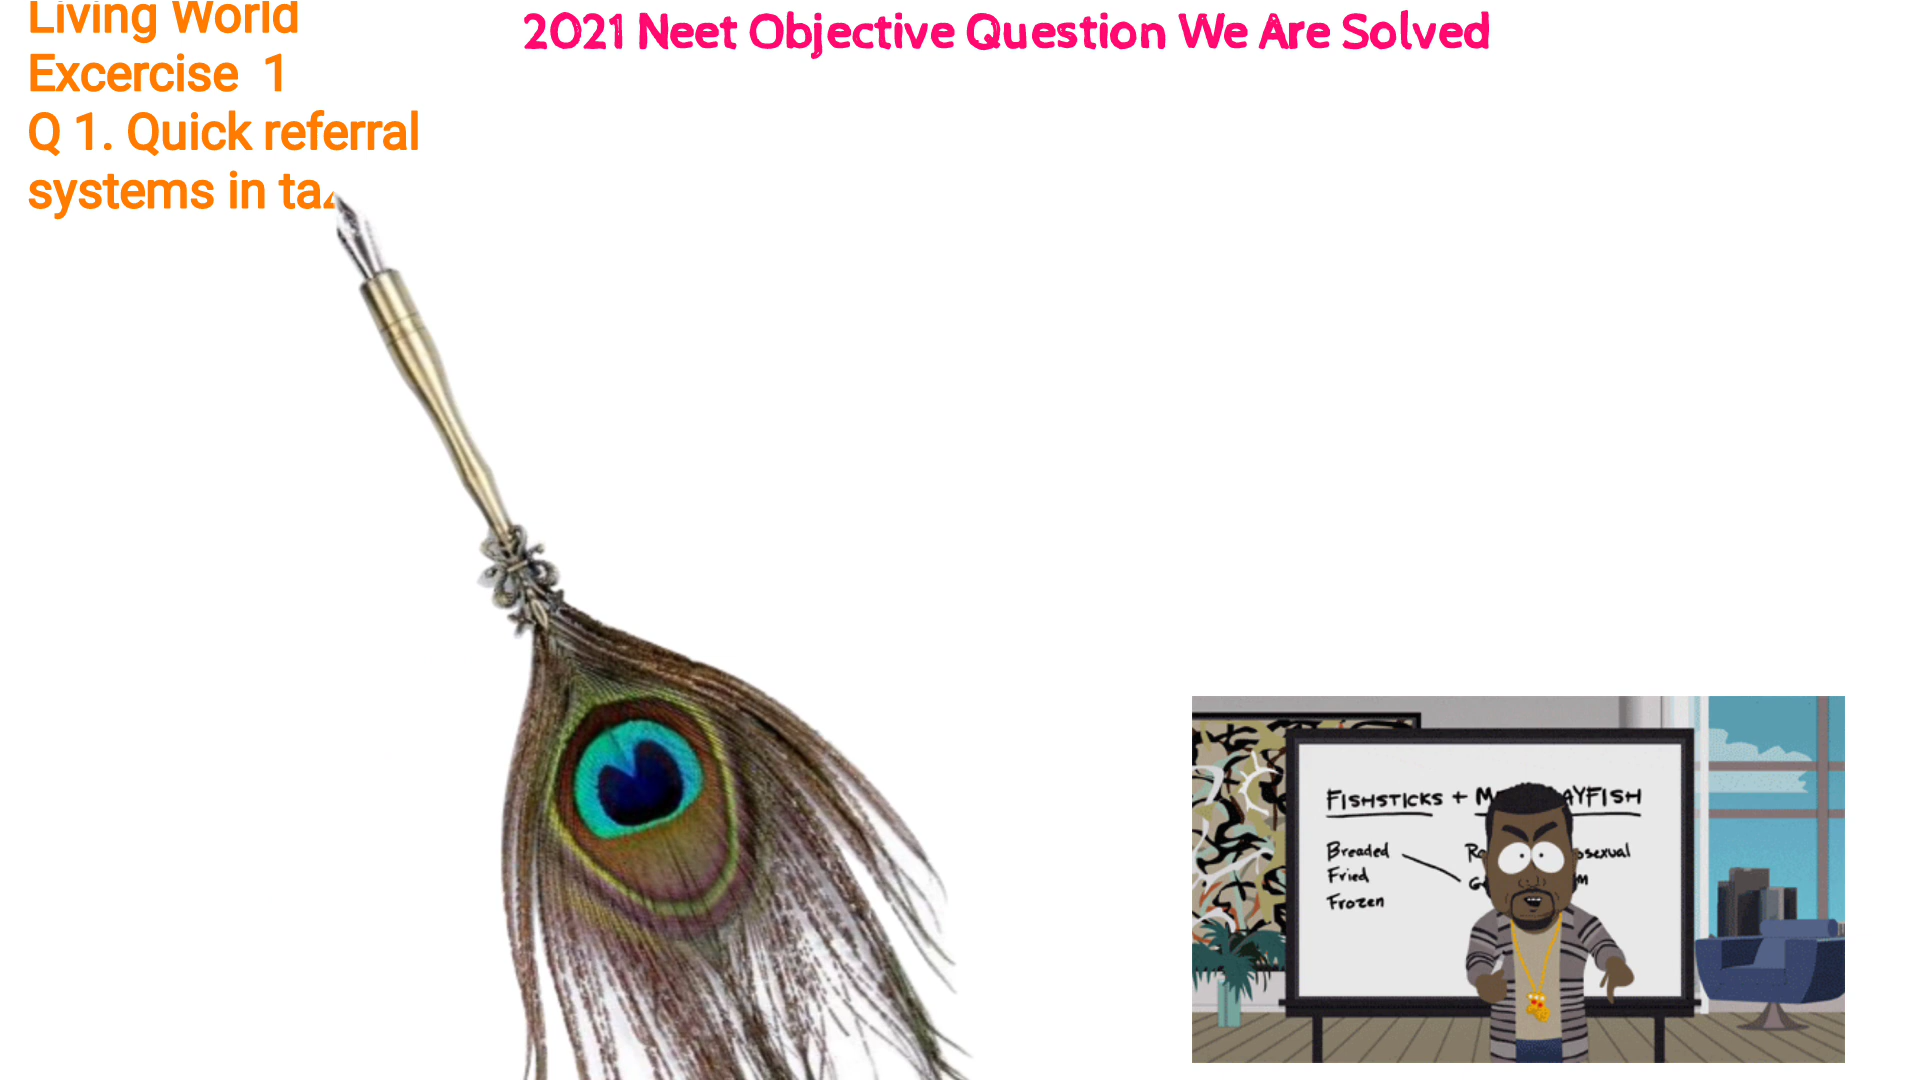 Living World
Excercise 1
Q 1. Quick referral
systems in
2021 Neet Objective Question We Are Solved
FISHSTICKS +
Breaded
Fried
Frozen